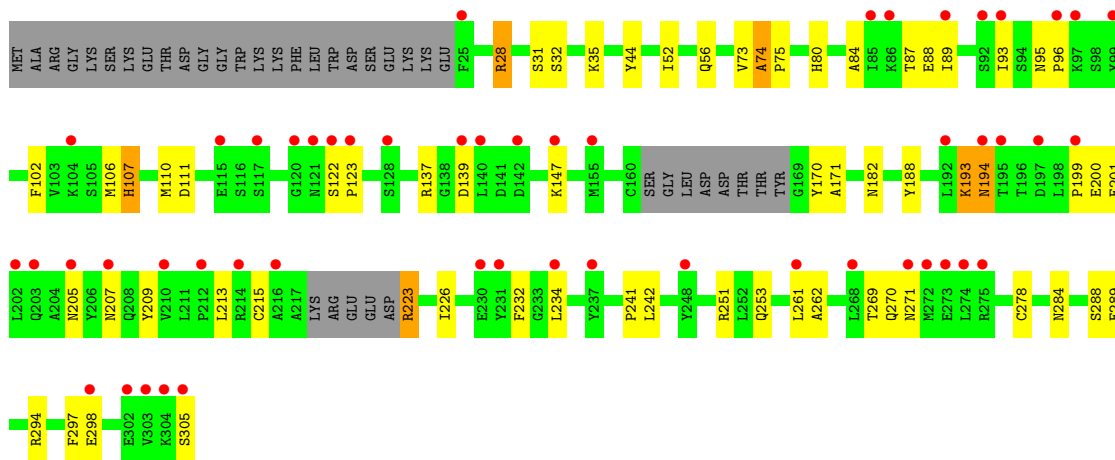 MET ALA ARG GLY LYS SER LYS GLU THR ASP GLY GLY TRP LYS LYS PHE LEU TRP ASP SER GLU LYS LYS GLU F25 R28 S31 S32 K35 Y44 I52 Q56 V73 A74 P75 H80 A84 I85 K86 T87 E88 I89 S92 I93 S94 N95 P96 K97 S98 Y99
F102 V103 K104 S105 M106 H107 M110 D111 E115 S116 S117 G120 N121 S122 P123 S128 R137 G138 D139 L140 D141 D142 K147 M155 C160 SER GLY LEU ASP ASP THR THR TYR G169 Y170 A171 N182 Y188 L192 K193 N194 T195 T196 D197 L198 P199 E200
L202 Q203 A204 N205 Y206 N207 Q208 Y209 V210 L211 P212 L213 R214 C215 A216 A217 LYS ARG GLU GLU ASP R223 I226 E230 Y231 F232 G233 L234 Y237 P241 L242 Y248 R251 L252 Q253 L261 A262 L268 T269 Q270 N271 M272 E273 L274 R275 C278 N284 S288
R294 F297 E298 E302 V303 K304 S305